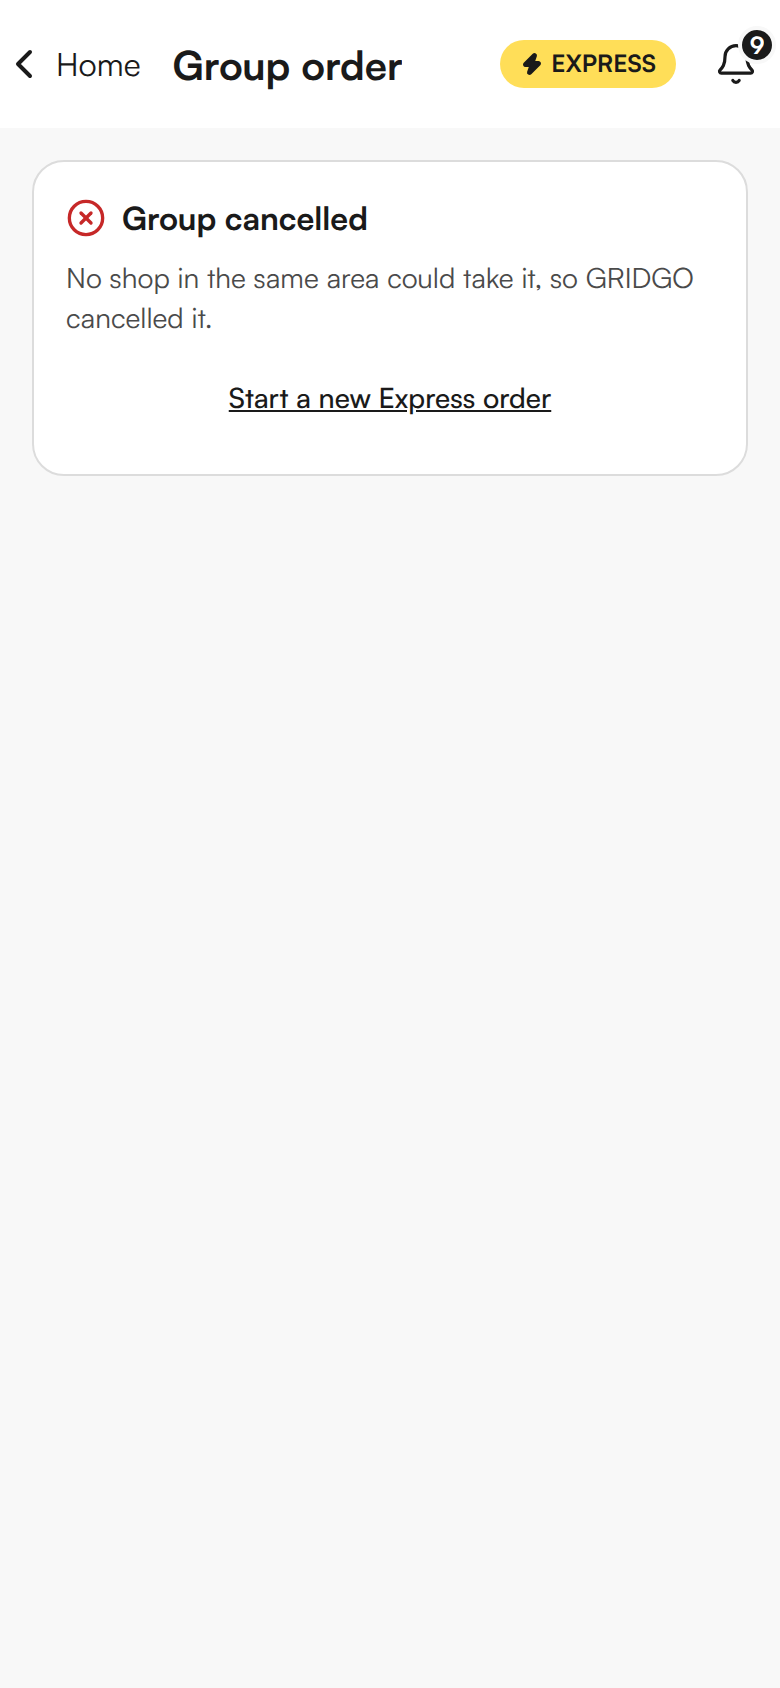 Home Group order EXPRESS 9
Group cancelled
No shop in the same area could take it, so GRIDGO
cancelled it.
Start a new Express order